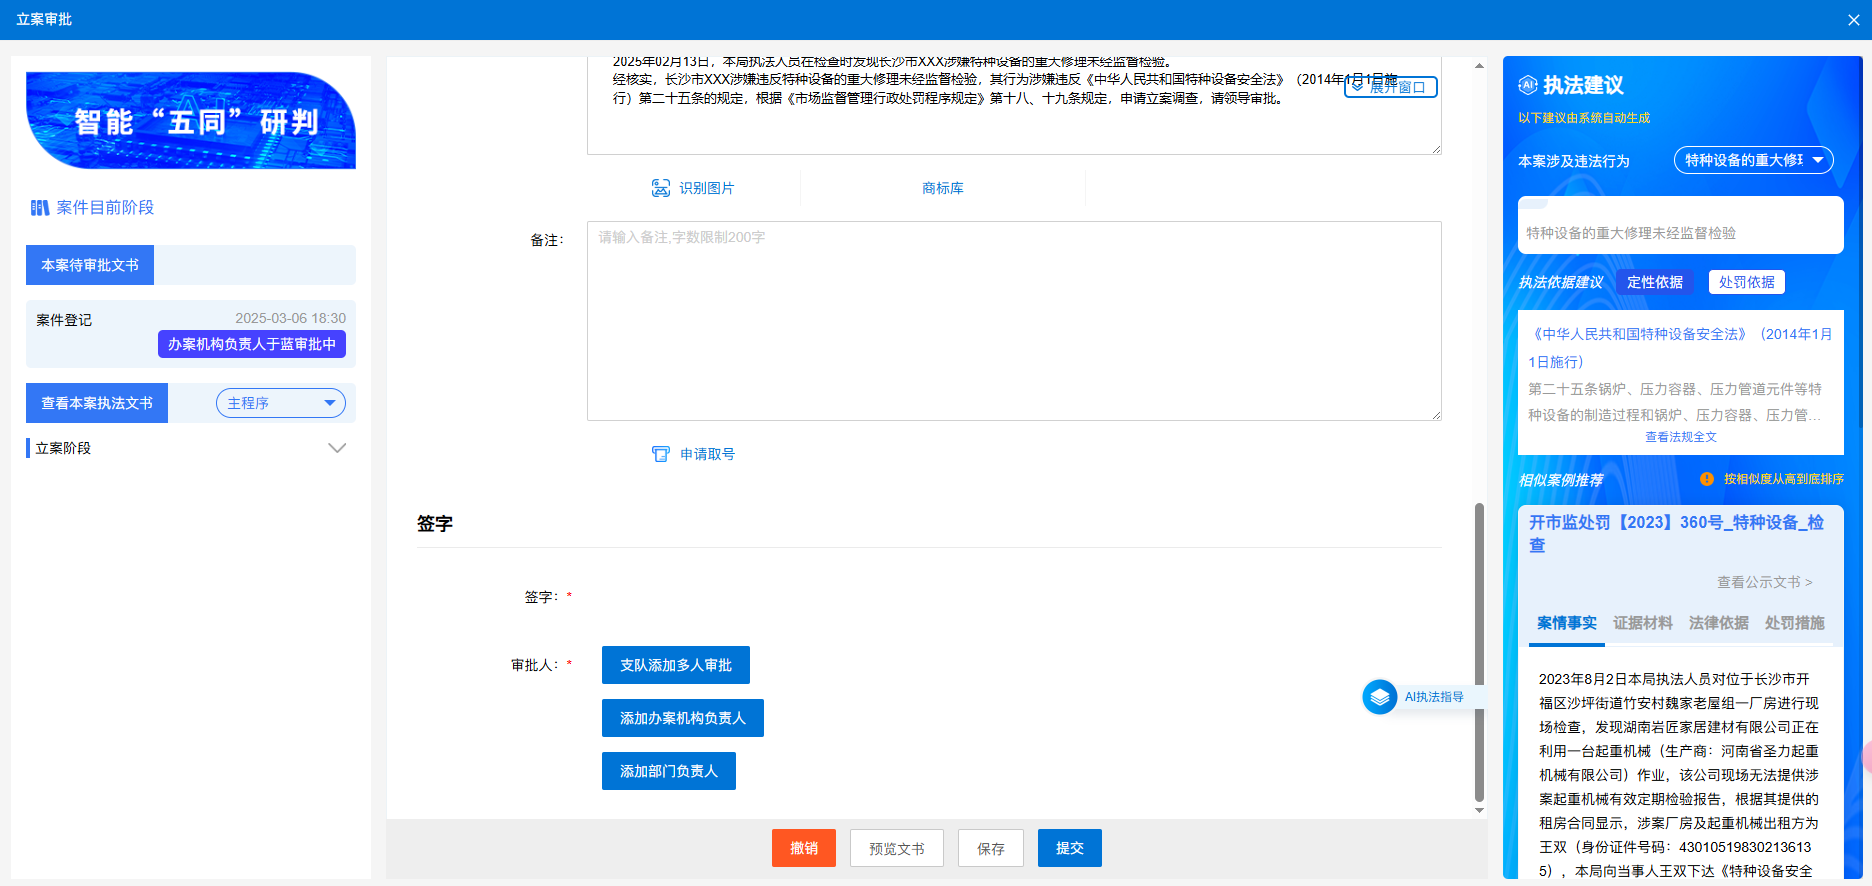 立案审批
智能“五同”研判
案件目前阶段
本案待审批文书
案件登记
2025-03-06 18:30
办案机构负责人于蓝审批中
查看本案执法文书
主程序
立案阶段
2025年02月13日，本局执法人员在检查时发现长沙市XXX涉嫌特种设备的重大修理未经监督检验。
经核实，长沙市XXX涉嫌违反特种设备的重大修理未经监督检验，其行为涉嫌违反《中华人民共和国特种设备安全法》（2014年1月1日施
行）第二十五条的规定，根据《市场监督管理行政处罚程序规定》第十八、十九条规定，申请立案调查，请领导审批。
展开窗口
识别图片
商标库
备注：
请输入备注,字数限制200字
申请取号
签字
签字： *
审批人： *
支队添加多人审批
添加办案机构负责人
添加部门负责人
AI执法指导
撤销
预览文书
保存
提交
AI 执法建议
以下建议由系统自动生成
本案涉及违法行为
特种设备的重大修
特种设备的重大修理未经监督检验
执法依据建议
定性依据
处罚依据
《中华人民共和国特种设备安全法》（2014年1月
1日施行）
第二十五条锅炉、压力容器、压力管道元件等特
种设备的制造过程和锅炉、压力容器、压力管...
查看法规全文
相似案例推荐
按相似度从高到底排序
开市监处罚【2023】360号_特种设备_检
查
查看公示文书 >
案情事实
证据材料
法律依据
处罚措施
2023年8月2日本局执法人员对位于长沙市开
福区沙坪街道竹安村魏家老屋组一厂房进行现
场检查，发现湖南岩匠家居建材有限公司正在
利用一台起重机械（生产商：河南省圣力起重
机械有限公司）作业，该公司现场无法提供涉
案起重机械有效定期检验报告，根据其提供的
租房合同显示，涉案厂房及起重机械出租方为
王双（身份证件号码：43010519830213613
5），本局向当事人王双下达《特种设备安全